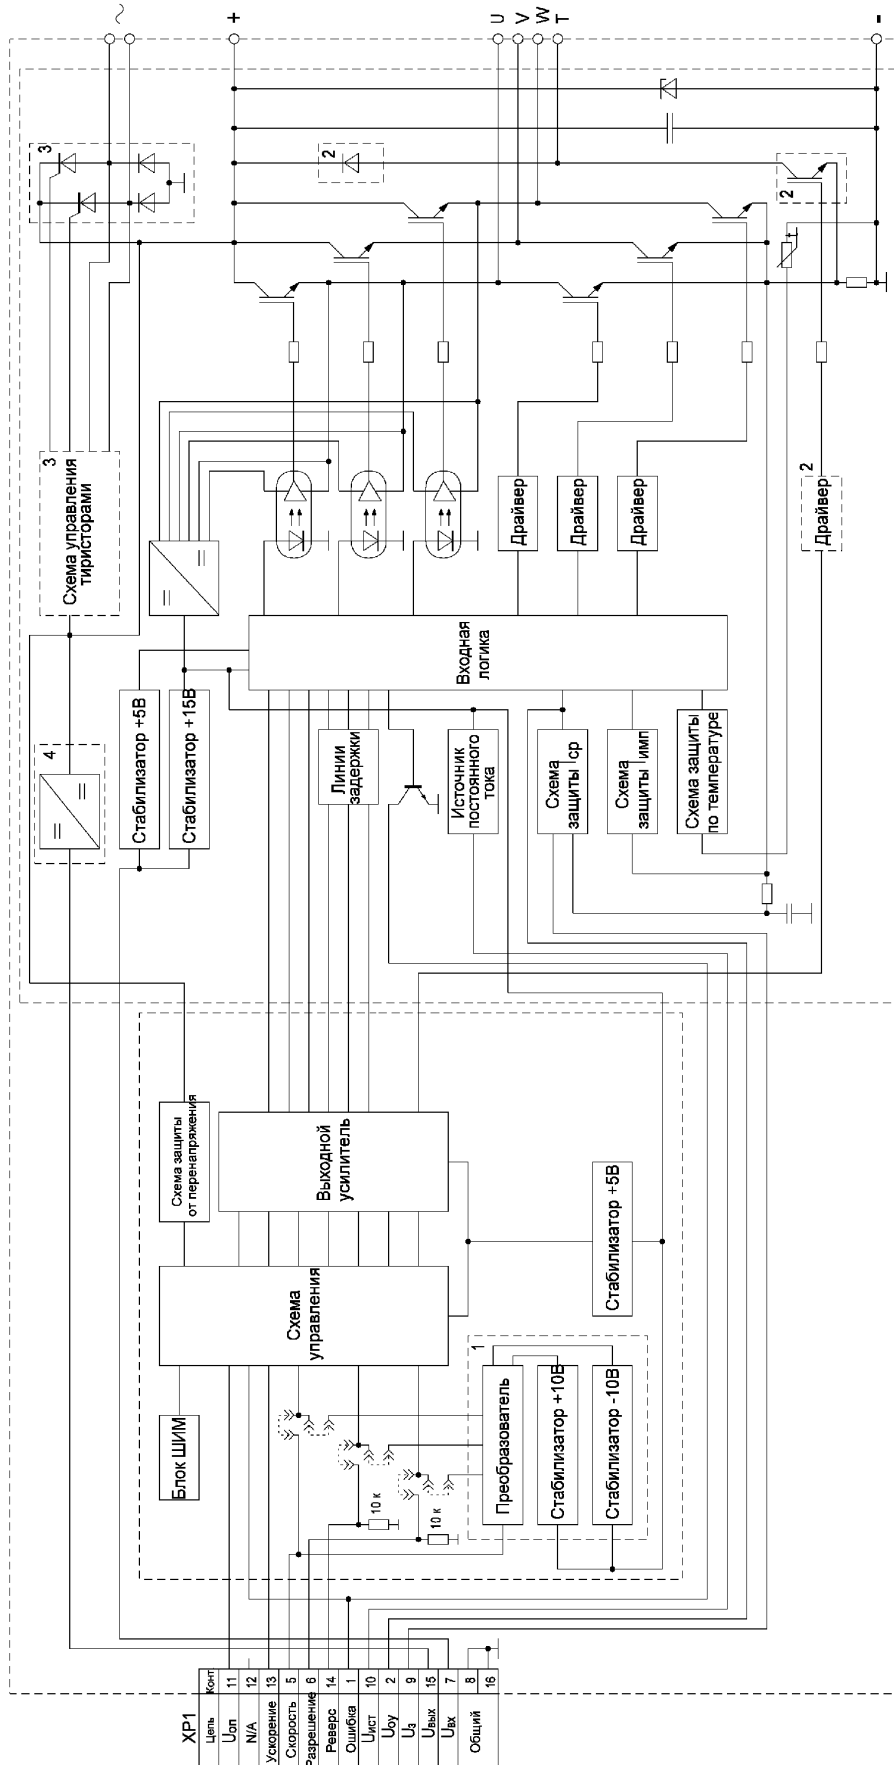 ~
+
U
V
W
T
-
3
2
2
3
Схема управления
тиристорами
=
=
Драйвер
Драйвер
Драйвер
2
Драйвер
Входная
логика
4
=
=
Стабилизатор +5В
Стабилизатор +15В
Линии
задержки
Источник
постоянного
тока
Схема
защиты Iср
Схема
защиты Iимп
Схема защиты
по температуре
t
Схема защиты
от перенапряжения
Выходной
усилитель
Схема
управления
Стабилизатор +5В
Блок ШИМ
1
Преобразователь
Стабилизатор +10В
Стабилизатор -10В
10 к
10 к
XP1
Цепь Конт
Uоп 11
N/A 12
Ускорение 13
Скорость 5
Разрешение 6
Реверс 14
Ошибка 1
Uист 10
Uоу 2
Uз 9
Uвых 15
Uвх 7
Общий 8
16